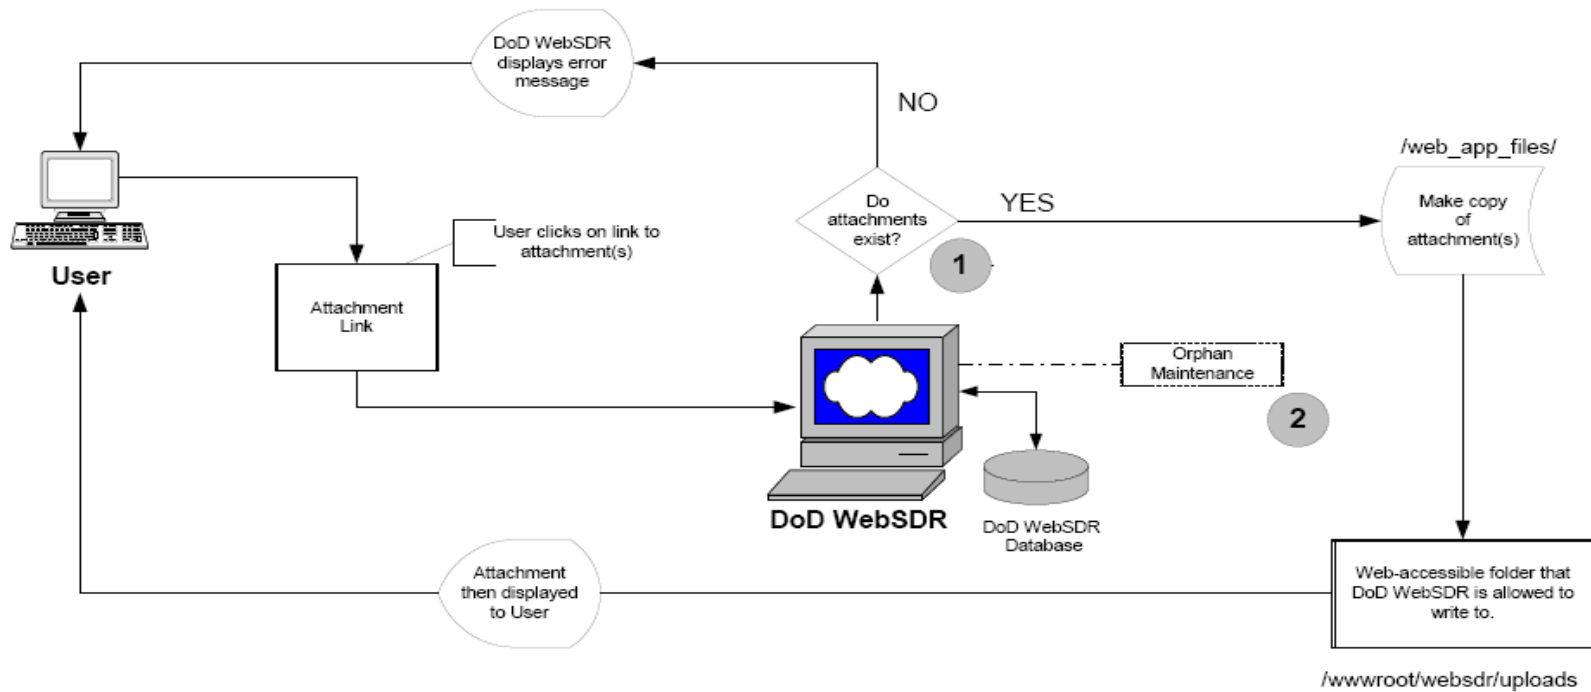 DoD WebSDR
displays error
message
NO
/web_app_files/
Do
attachments
exist?
YES
Make copy
of
attachment(s)
User clicks on link to
attachment(s)
User
1
Attachment
Link
Orphan
Maintenance
2
DoD WebSDR
DoD WebSDR
Database
Attachment
then displayed
to User
Web-accessible folder that
DoD WebSDR is allowed to
write to.
/wwwroot/websdr/uploads